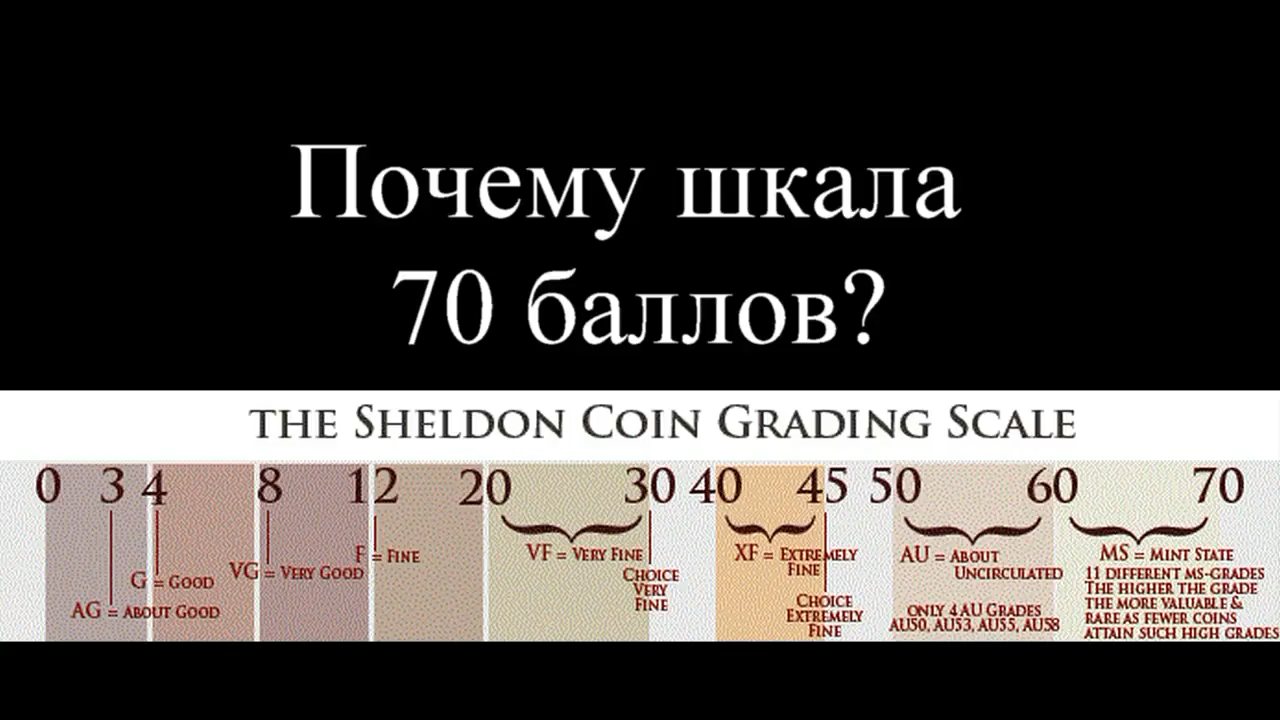 Почему шкала
70 баллов?
THE SHELDON COIN GRADING SCALE
0 3 4 8 12 20 30 40 45 50 60 70
AG = ABOUT GOOD
G = GOOD
VG = VERY GOOD
F = FINE
VF = VERY FINE
CHOICE
VERY
FINE
XF = EXTREMELY
FINE
CHOICE
EXTREMELY
FINE
AU = ABOUT
UNCIRCULATED
ONLY 4 AU GRADES
AU50, AU53, AU55, AU58
MS = MINT STATE
11 DIFFERENT MS-GRADES
THE HIGHER THE GRADE
THE MORE VALUABLE &
RARE AS FEWER COINS
ATTAIN SUCH HIGH GRADES